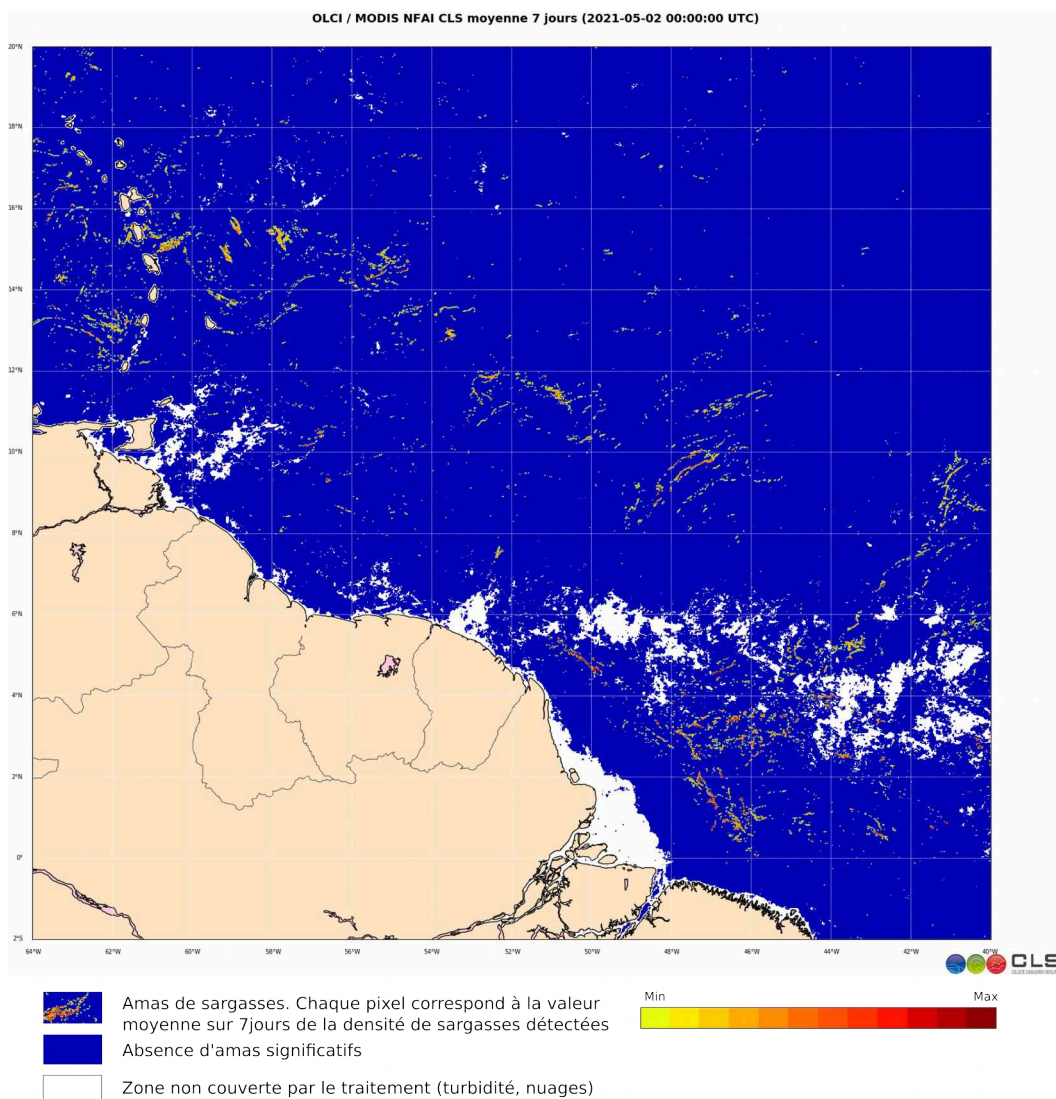 OLCI / MODIS NFAI CLS moyenne 7 jours (2021-05-02 00:00:00 UTC)
20°N
18°N
16°N
14°N
12°N
10°N
8°N
6°N
4°N
2°N
0°
2°S
64°W 62°W 60°W 58°W 56°W 54°W 52°W 50°W 48°W 46°W 44°W 42°W 40°W
CLS
Amas de sargasses. Chaque pixel correspond à la valeur
moyenne sur 7jours de la densité de sargasses détectées
Min Max
Absence d'amas significatifs
Zone non couverte par le traitement (turbidité, nuages)